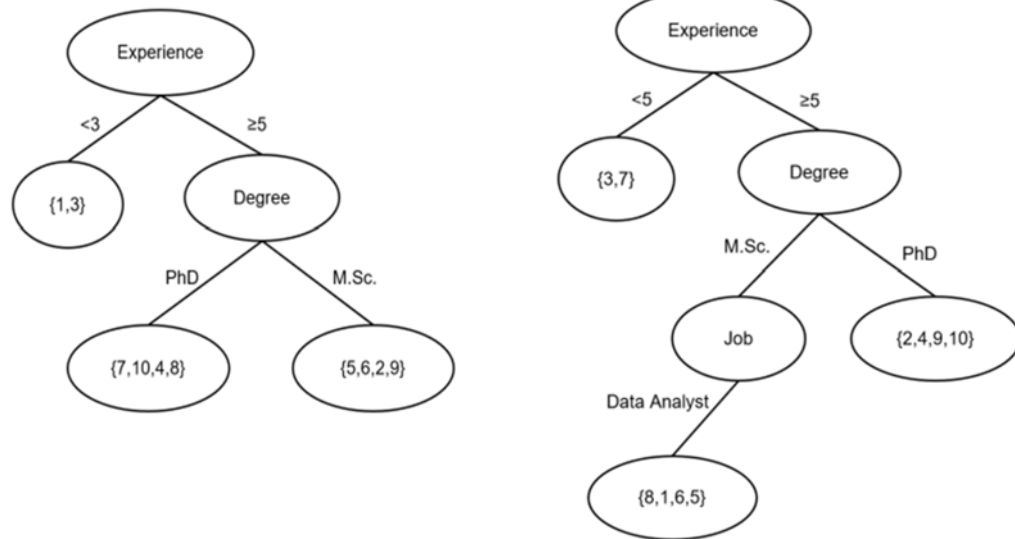 Experience
<3
≥5
{1,3}
Degree
PhD
M.Sc.
{7,10,4,8}
{5,6,2,9}
Experience
<5
≥5
{3,7}
Degree
M.Sc.
PhD
Job
{2,4,9,10}
Data Analyst
{8,1,6,5}